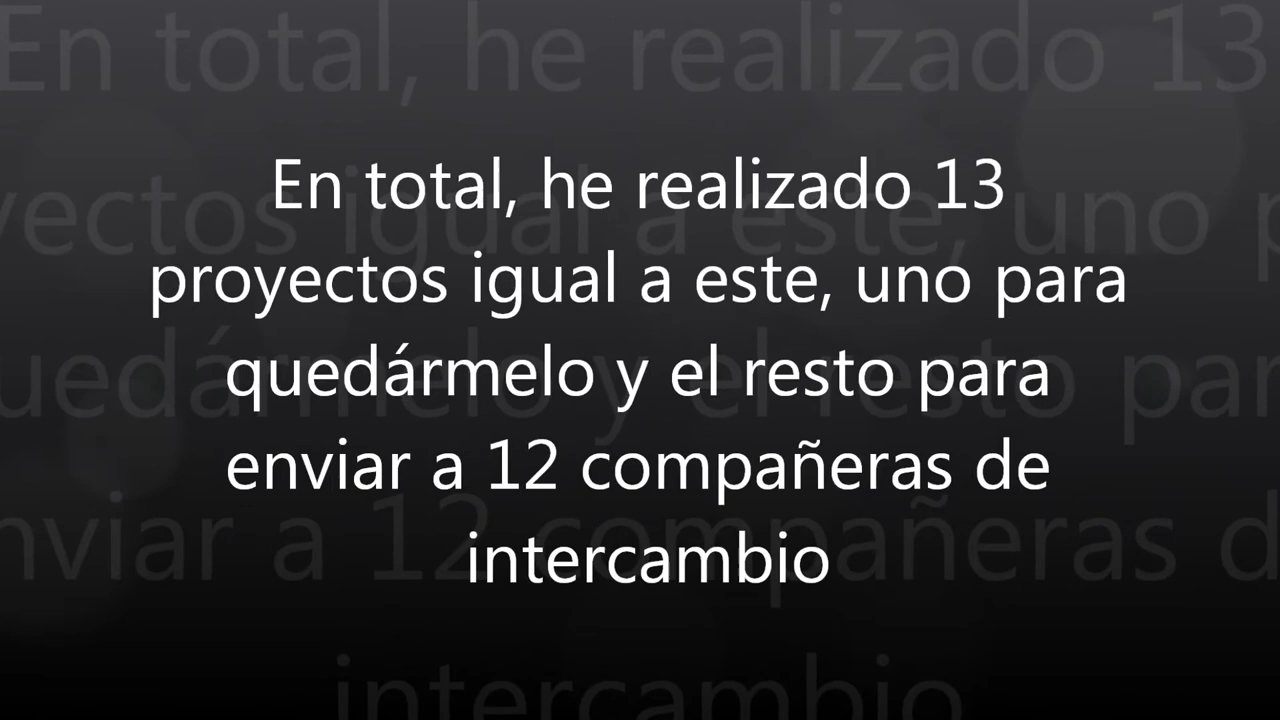 En total, he realizado 13
proyectos igual a este, uno para
quedármelo y el resto para
enviar a 12 compañeras de
intercambio